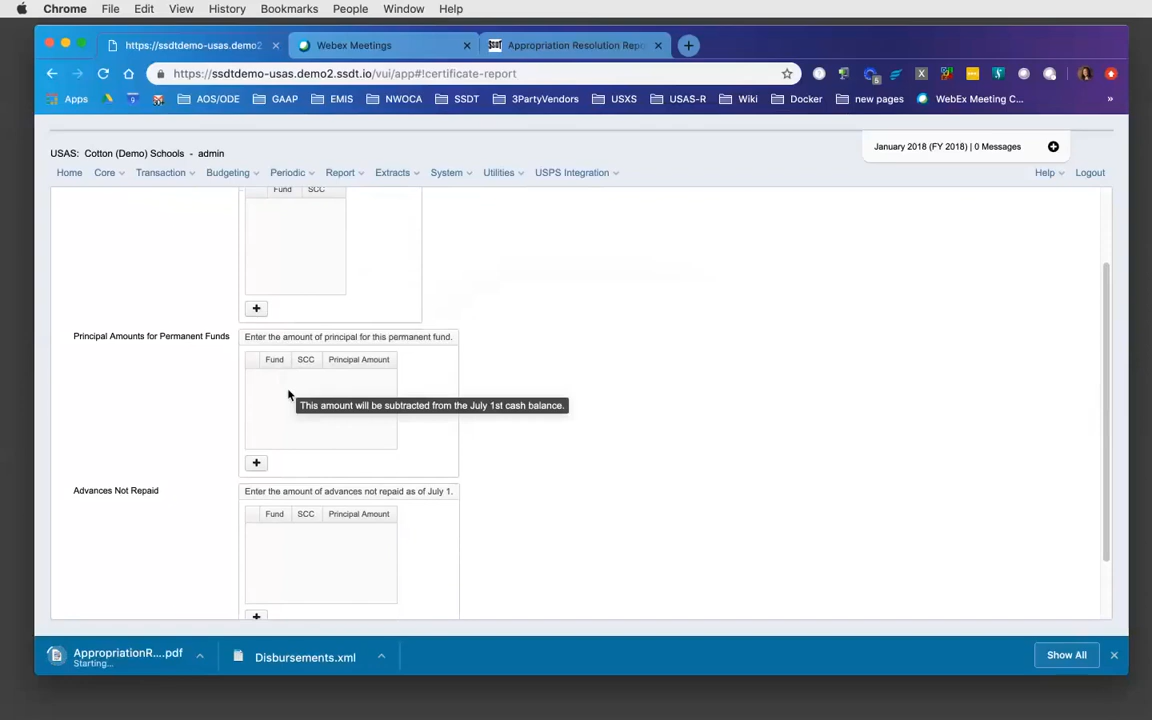 Chrome File Edit View History Bookmarks People Window Help
https://ssdtdemo-usas.demo2 Webex Meetings Appropriation Resolution Repo
https://ssdtdemo-usas.demo2.ssdt.io/vui/app#!certificate-report
5
Apps AOS/ODE GAAP EMIS NWOCA SSDT 3PartyVendors USXS USAS-R Wiki Docker new pages WebEx Meeting C... »
January 2018 (FY 2018) | 0 Messages
USAS: Cotton (Demo) Schools - admin
Home Core Transaction Budgeting Periodic Report Extracts System Utilities USPS Integration Help Logout
Fund SCC
Principal Amounts for Permanent Funds
Enter the amount of principal for this permanent fund.
Fund SCC Principal Amount
This amount will be subtracted from the July 1st cash balance.
Advances Not Repaid
Enter the amount of advances not repaid as of July 1.
Fund SCC Principal Amount
AppropriationR....pdf
Starting...
Disbursements.xml
Show All